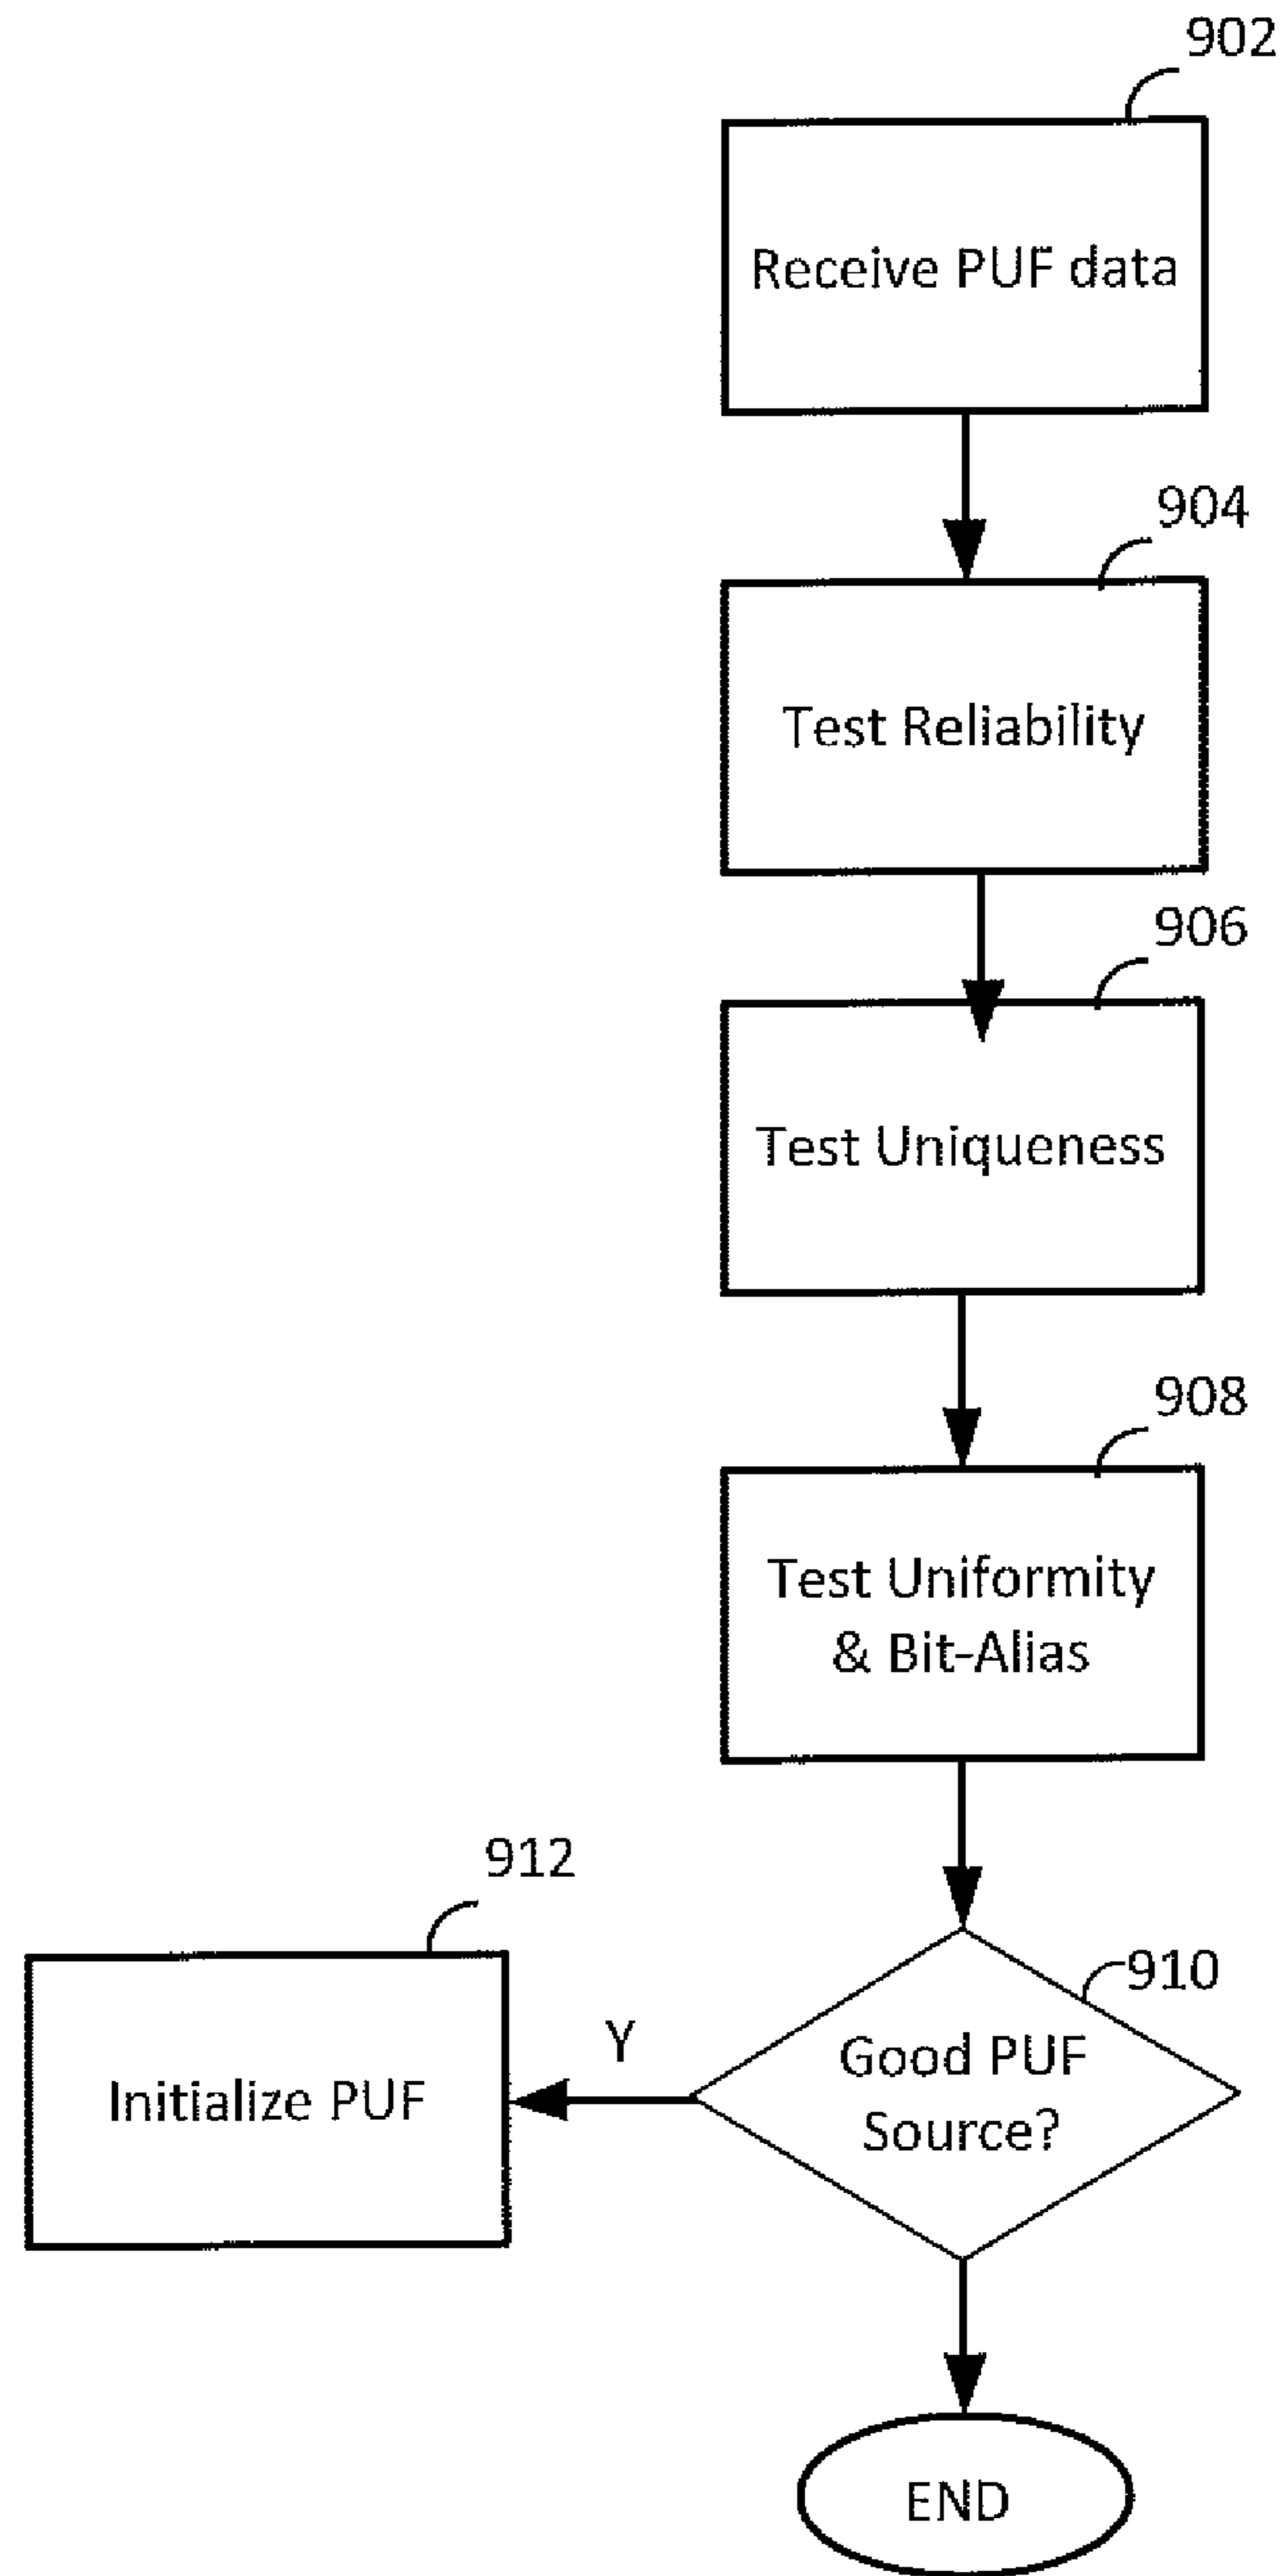 902
Receive PUF data
904
Test Reliability
906
Test Uniqueness
908
Test Uniformity
& Bit-Alias
912
910
Y
Good PUF
Source?
Initialize PUF
END